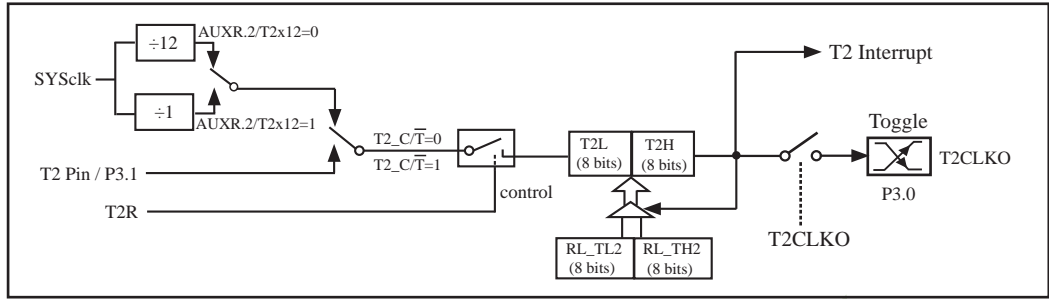 AUXR.2/T2x12=0
÷12
SYSclk
÷1
AUXR.2/T2x12=1
T2_C/T̅=0
T2_C/T̅=1
T2 Pin / P3.1
T2R
control
T2L
(8 bits)
T2H
(8 bits)
RL_TL2
(8 bits)
RL_TH2
(8 bits)
T2 Interrupt
Toggle
T2CLKO
P3.0
T2CLKO